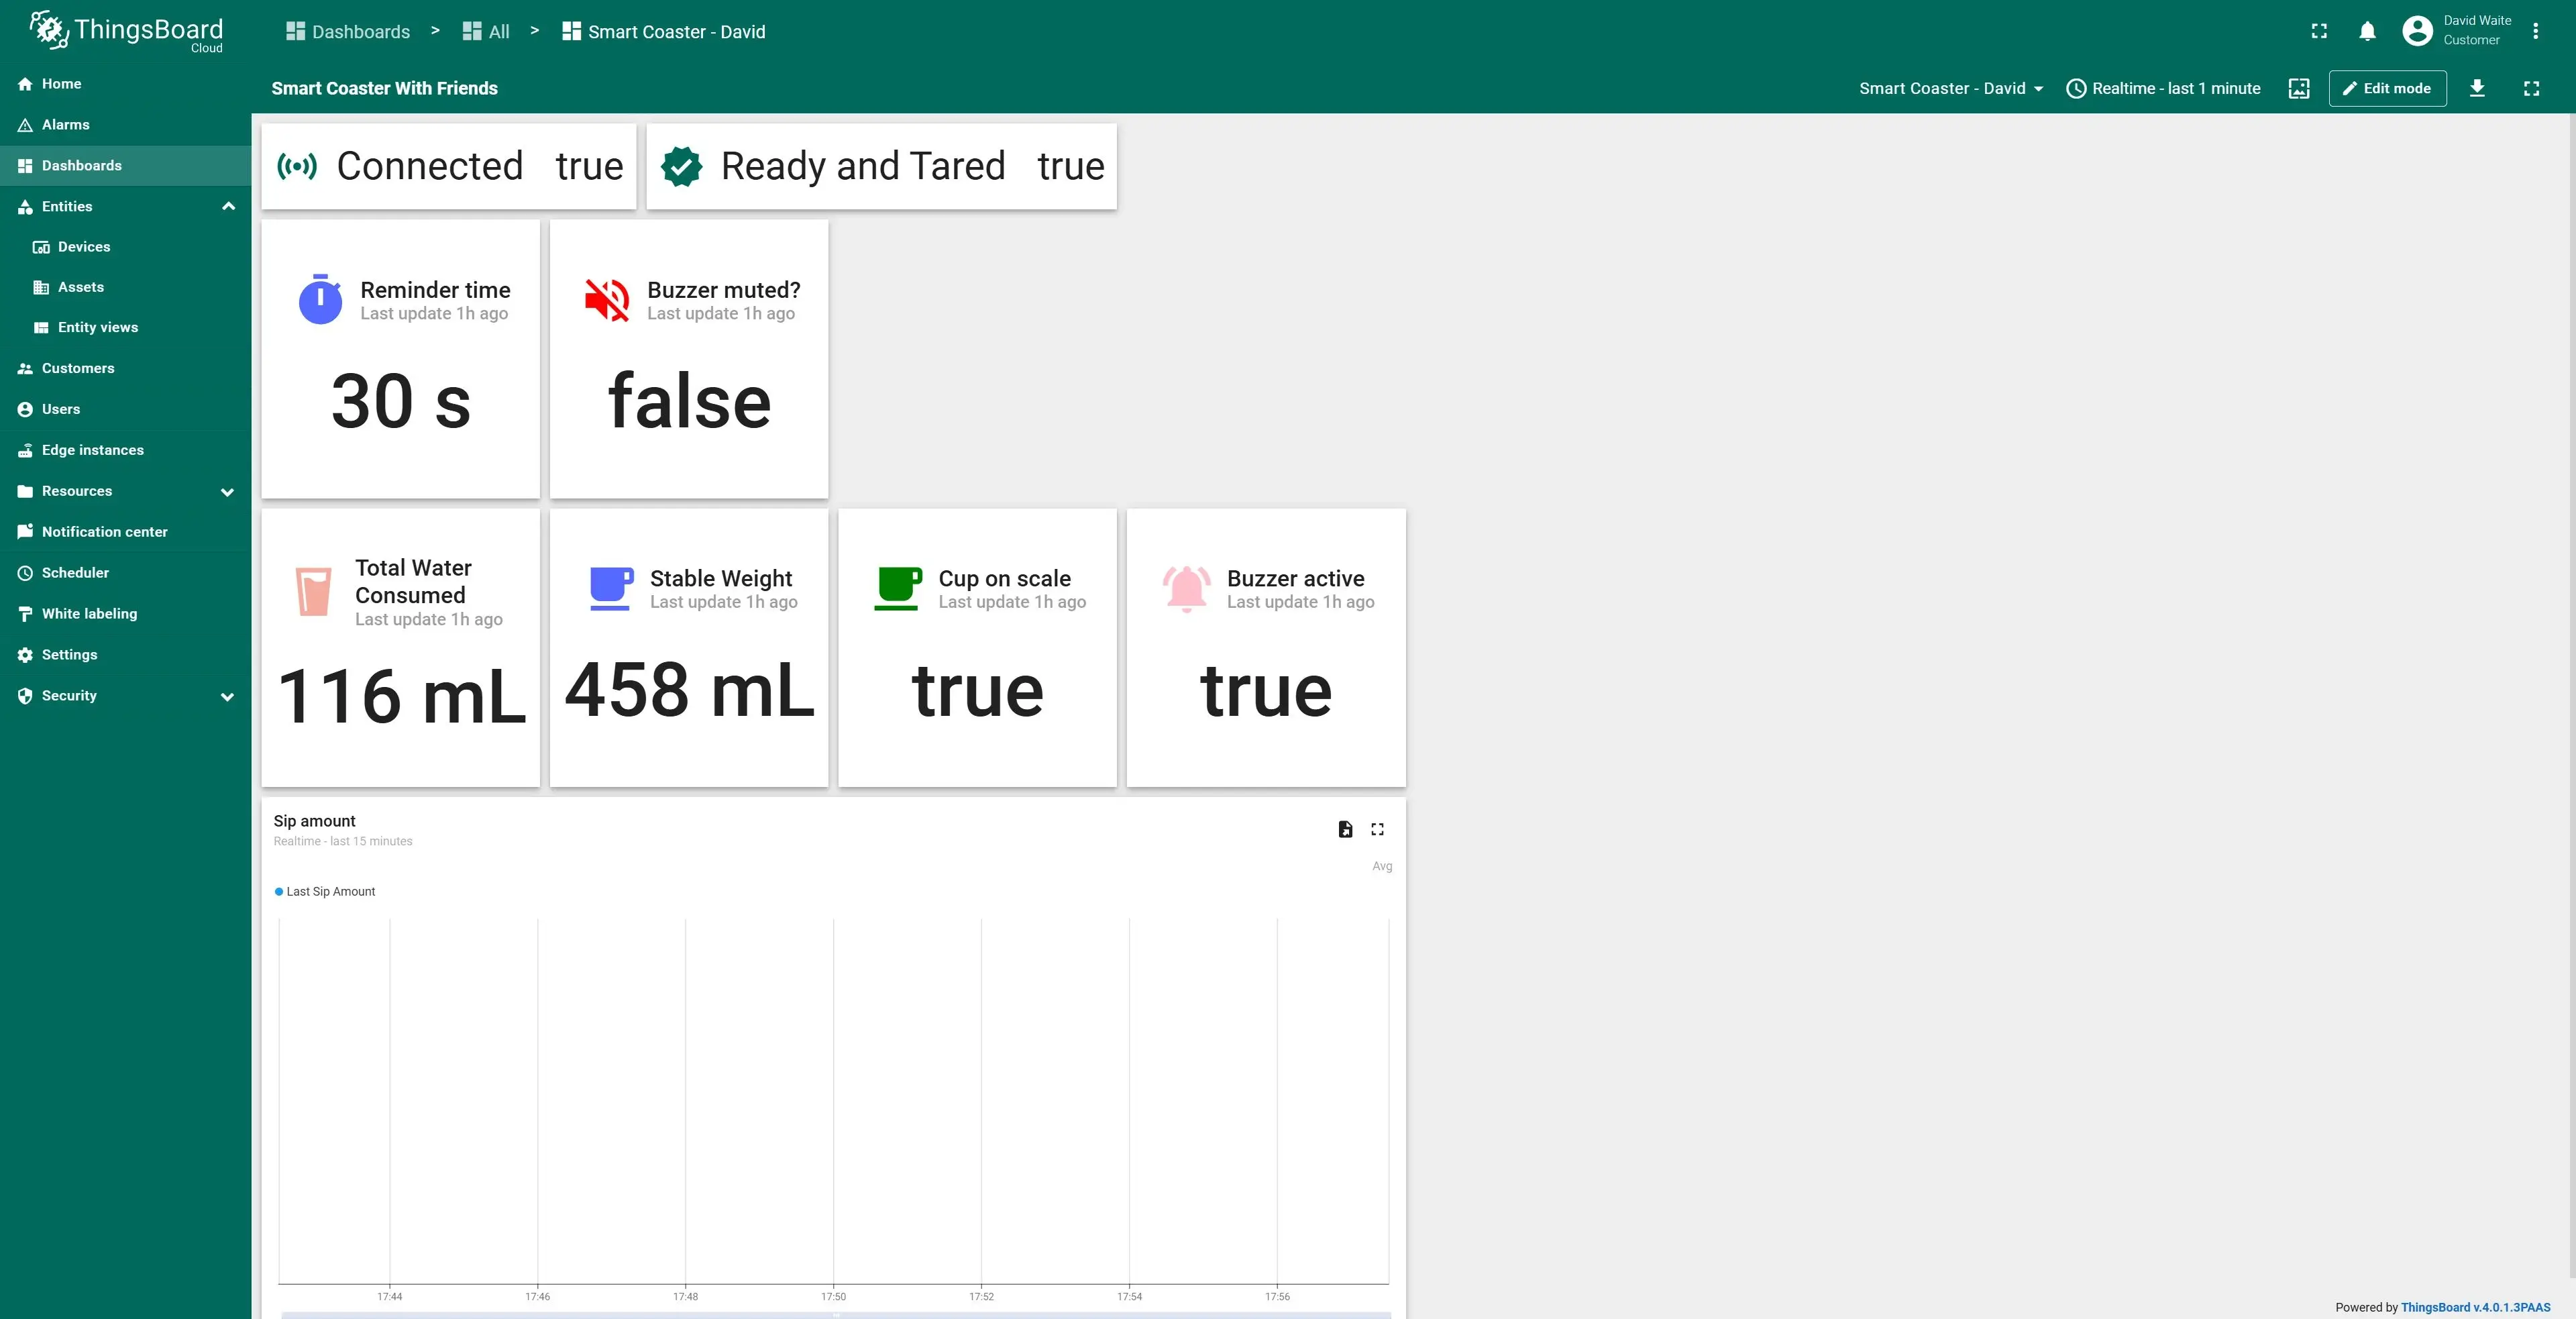 ThingsBoard
Cloud
Dashboards > All > Smart Coaster - David
David Waite
Customer
Home
Alarms
Dashboards
Entities
Devices
Assets
Entity views
Customers
Users
Edge instances
Resources
Notification center
Scheduler
White labeling
Settings
Security
Smart Coaster With Friends
Smart Coaster - David
Realtime - last 1 minute
Edit mode
Connected true
Ready and Tared true
Reminder time
Last update 1h ago
30 s
Buzzer muted?
Last update 1h ago
false
Total Water
Consumed
Last update 1h ago
116 mL
Stable Weight
Last update 1h ago
458 mL
Cup on scale
Last update 1h ago
true
Buzzer active
Last update 1h ago
true
Sip amount
Realtime - last 15 minutes
Avg
Last Sip Amount
17:44 17:46 17:48 17:50 17:52 17:54 17:56
Powered by ThingsBoard v.4.0.1.3PAAS